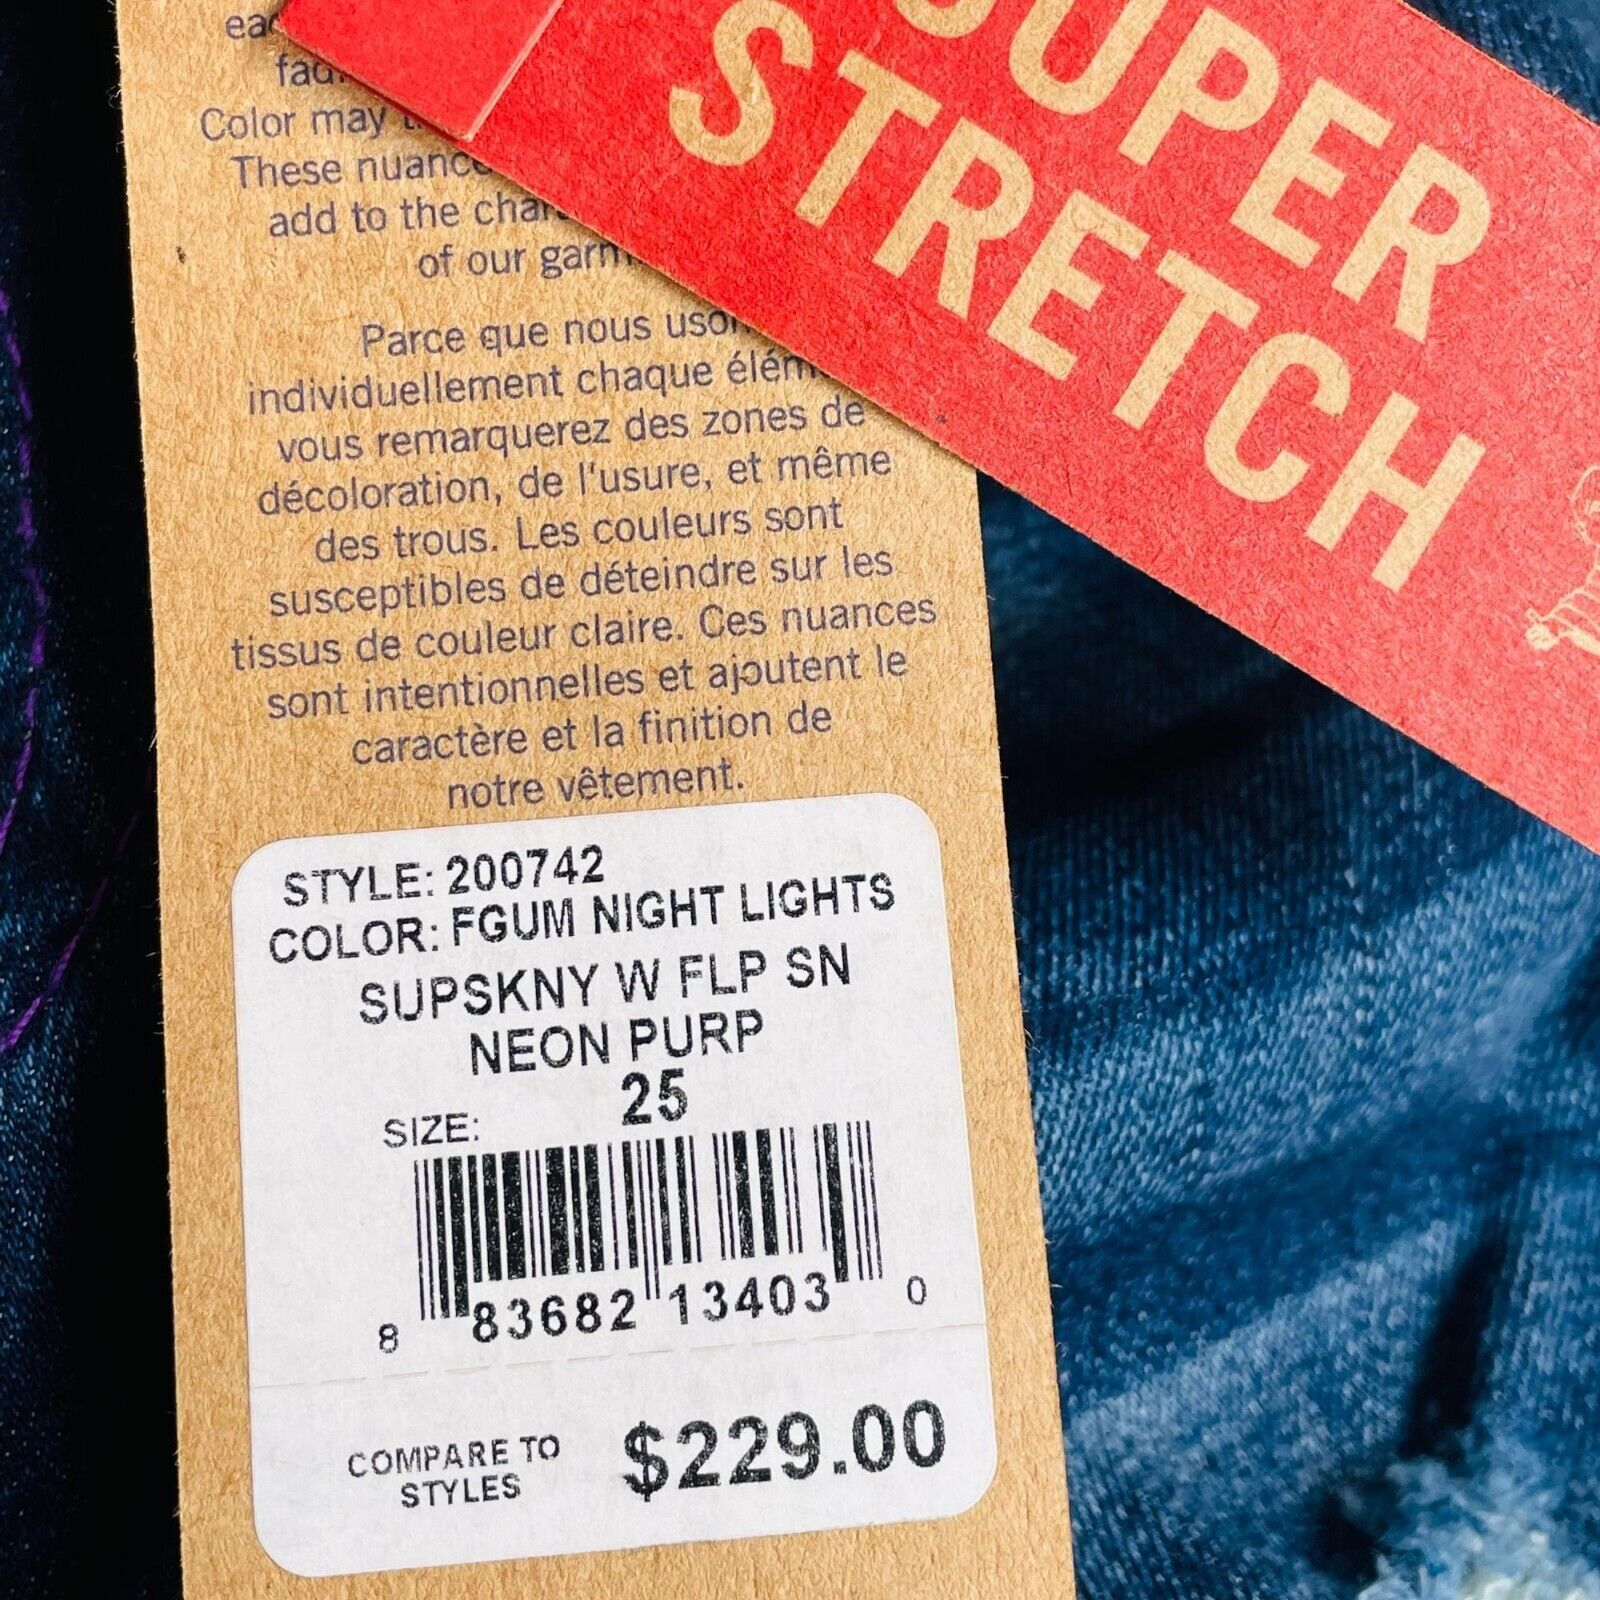 SUPER
STRETCH
Color may
These
add to the
of our
Parce que nous
individuellement chaque
vous remarquerez des zones de
décoloration, de l'usure, et même
des trous. Les couleurs sont
susceptibles de déteindre sur les
tissus de couleur claire. Ces nuances
sont intentionnelles et ajoutent le
caractère et la finition de
notre vêtement.
STYLE: 200742
COLOR: FGUM NIGHT LIGHTS
SUPSKNY W FLP SN
NEON PURP
25
SIZE:
8 83682 13403 0
COMPARE TO
STYLES
$229.00